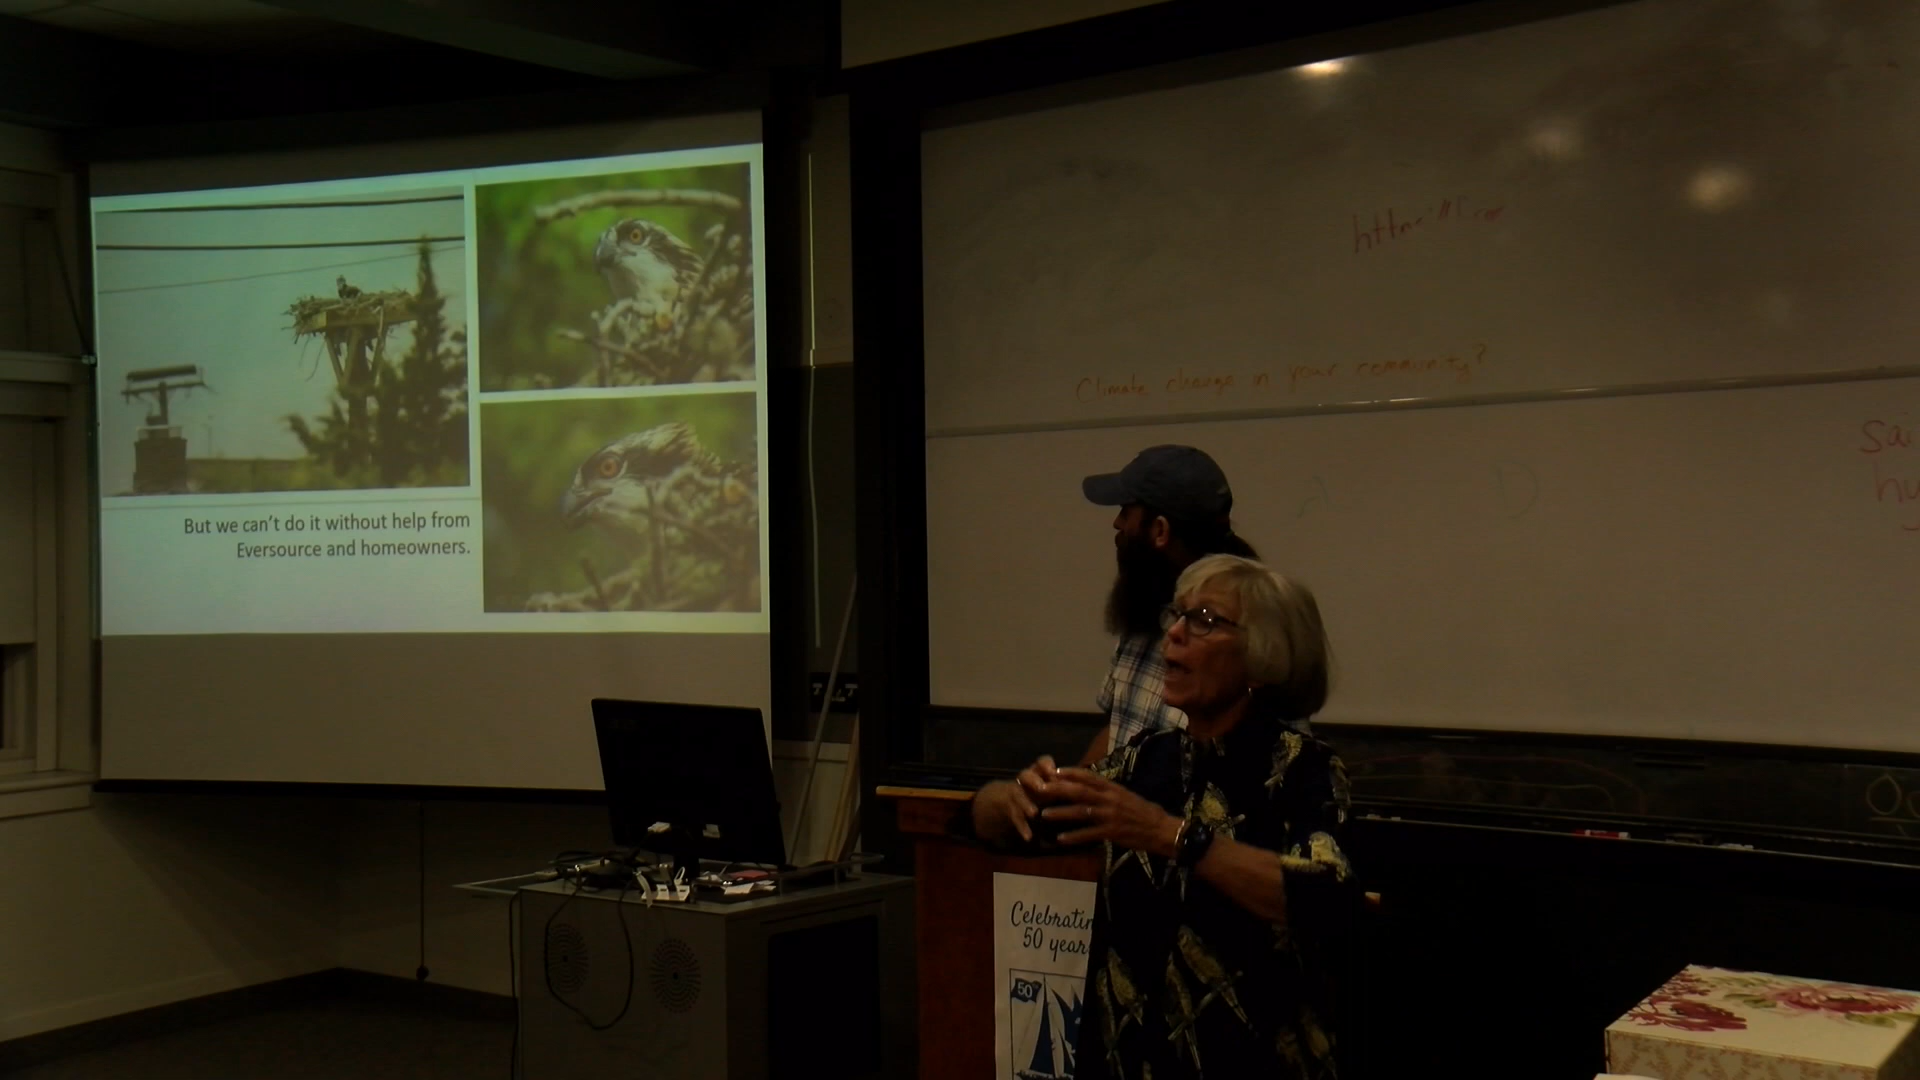 But we can't do it without help from
Eversource and homeowners.
Climate change in your community?
Celebratin
50 year
50